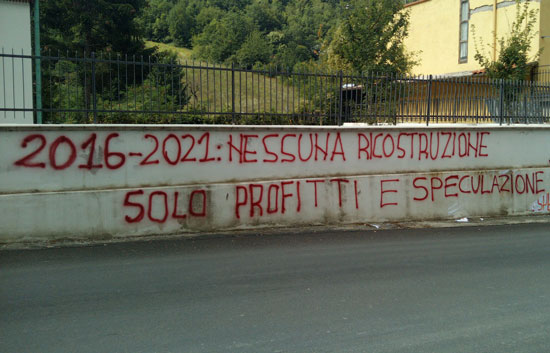 2016-2021: NESSUNA RICOSTRUZIONE
SOLO PROFITTI E SPECULAZIONE